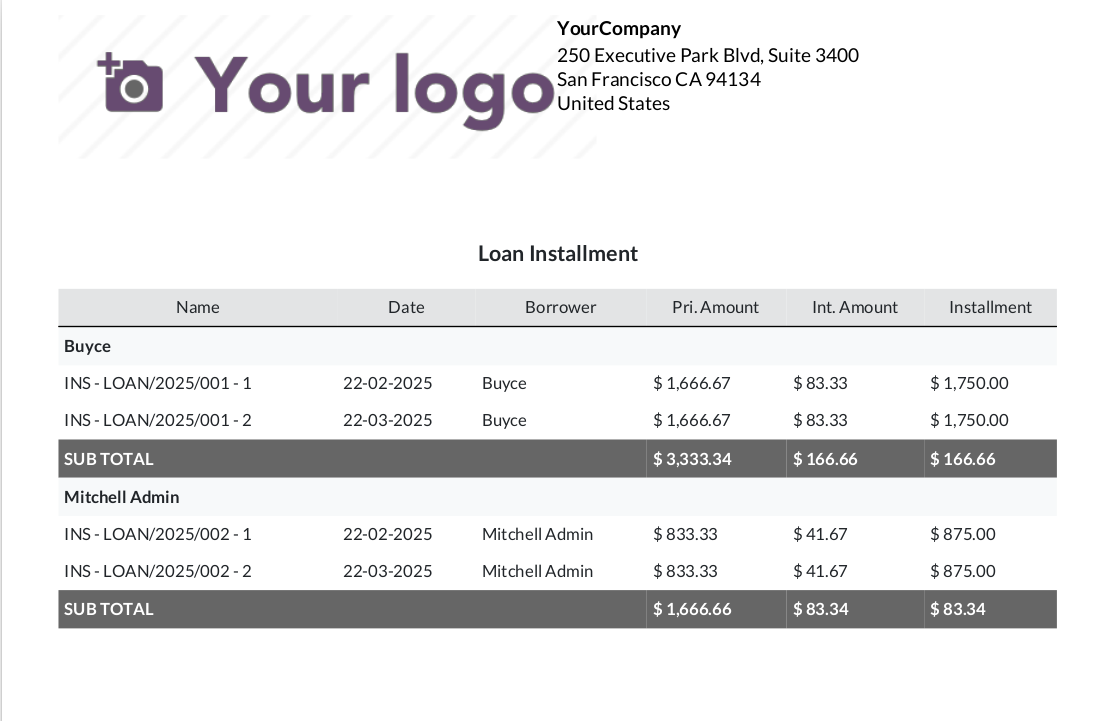 Your logo
YourCompany
250 Executive Park Blvd, Suite 3400
San Francisco CA 94134
United States
Loan Installment
Name Date Borrower Pri. Amount Int. Amount Installment
Buyce
INS - LOAN/2025/001 - 1 22-02-2025 Buyce $ 1,666.67 $ 83.33 $ 1,750.00
INS - LOAN/2025/001 - 2 22-03-2025 Buyce $ 1,666.67 $ 83.33 $ 1,750.00
SUB TOTAL $ 3,333.34 $ 166.66 $ 166.66
Mitchell Admin
INS - LOAN/2025/002 - 1 22-02-2025 Mitchell Admin $ 833.33 $ 41.67 $ 875.00
INS - LOAN/2025/002 - 2 22-03-2025 Mitchell Admin $ 833.33 $ 41.67 $ 875.00
SUB TOTAL $ 1,666.66 $ 83.34 $ 83.34